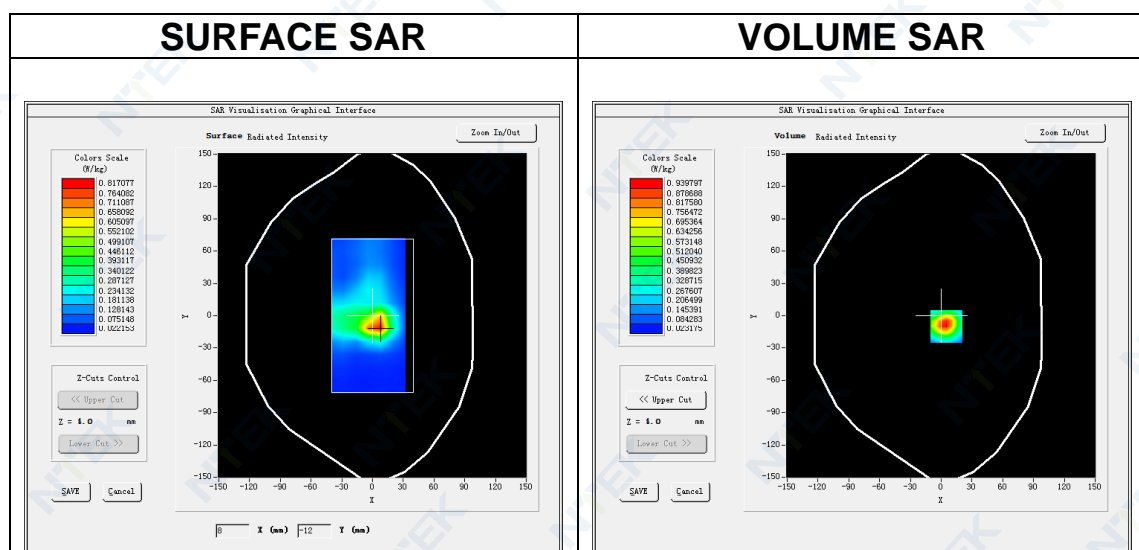 SURFACE SAR
VOLUME SAR
SAR Visualisation Graphical Interface
Surface Radiated Intensity
Zoom In/Out
Colors Scale
(W/kg)
0.817077
0.764082
0.711087
0.658092
0.605097
0.552102
0.499107
0.446112
0.393117
0.340122
0.287127
0.234132
0.181138
0.128143
0.075148
0.022153
150
120
90
60
30
0
-30
-60
-90
-120
-150
Y
-150 -120 -90 -60 -30 0 30 60 90 120 150
X
Z-Cuts Control
<< Upper Cut
Z = 4.0 mm
Lower Cut >>
SAVE
Cancel
8 X (mm) -12 Y (mm)
SAR Visualisation Graphical Interface
Volume Radiated Intensity
Zoom In/Out
Colors Scale
(W/kg)
0.939797
0.878688
0.817580
0.756472
0.695364
0.634256
0.573148
0.512040
0.450932
0.389823
0.328715
0.267607
0.206499
0.145391
0.084283
0.023175
150
120
90
60
30
0
-30
-60
-90
-120
-150
Y
-150 -120 -90 -60 -30 0 30 60 90 120 150
X
Z-Cuts Control
<< Upper Cut
Z = 4.0 mm
Lower Cut >>
SAVE
Cancel
NTEK